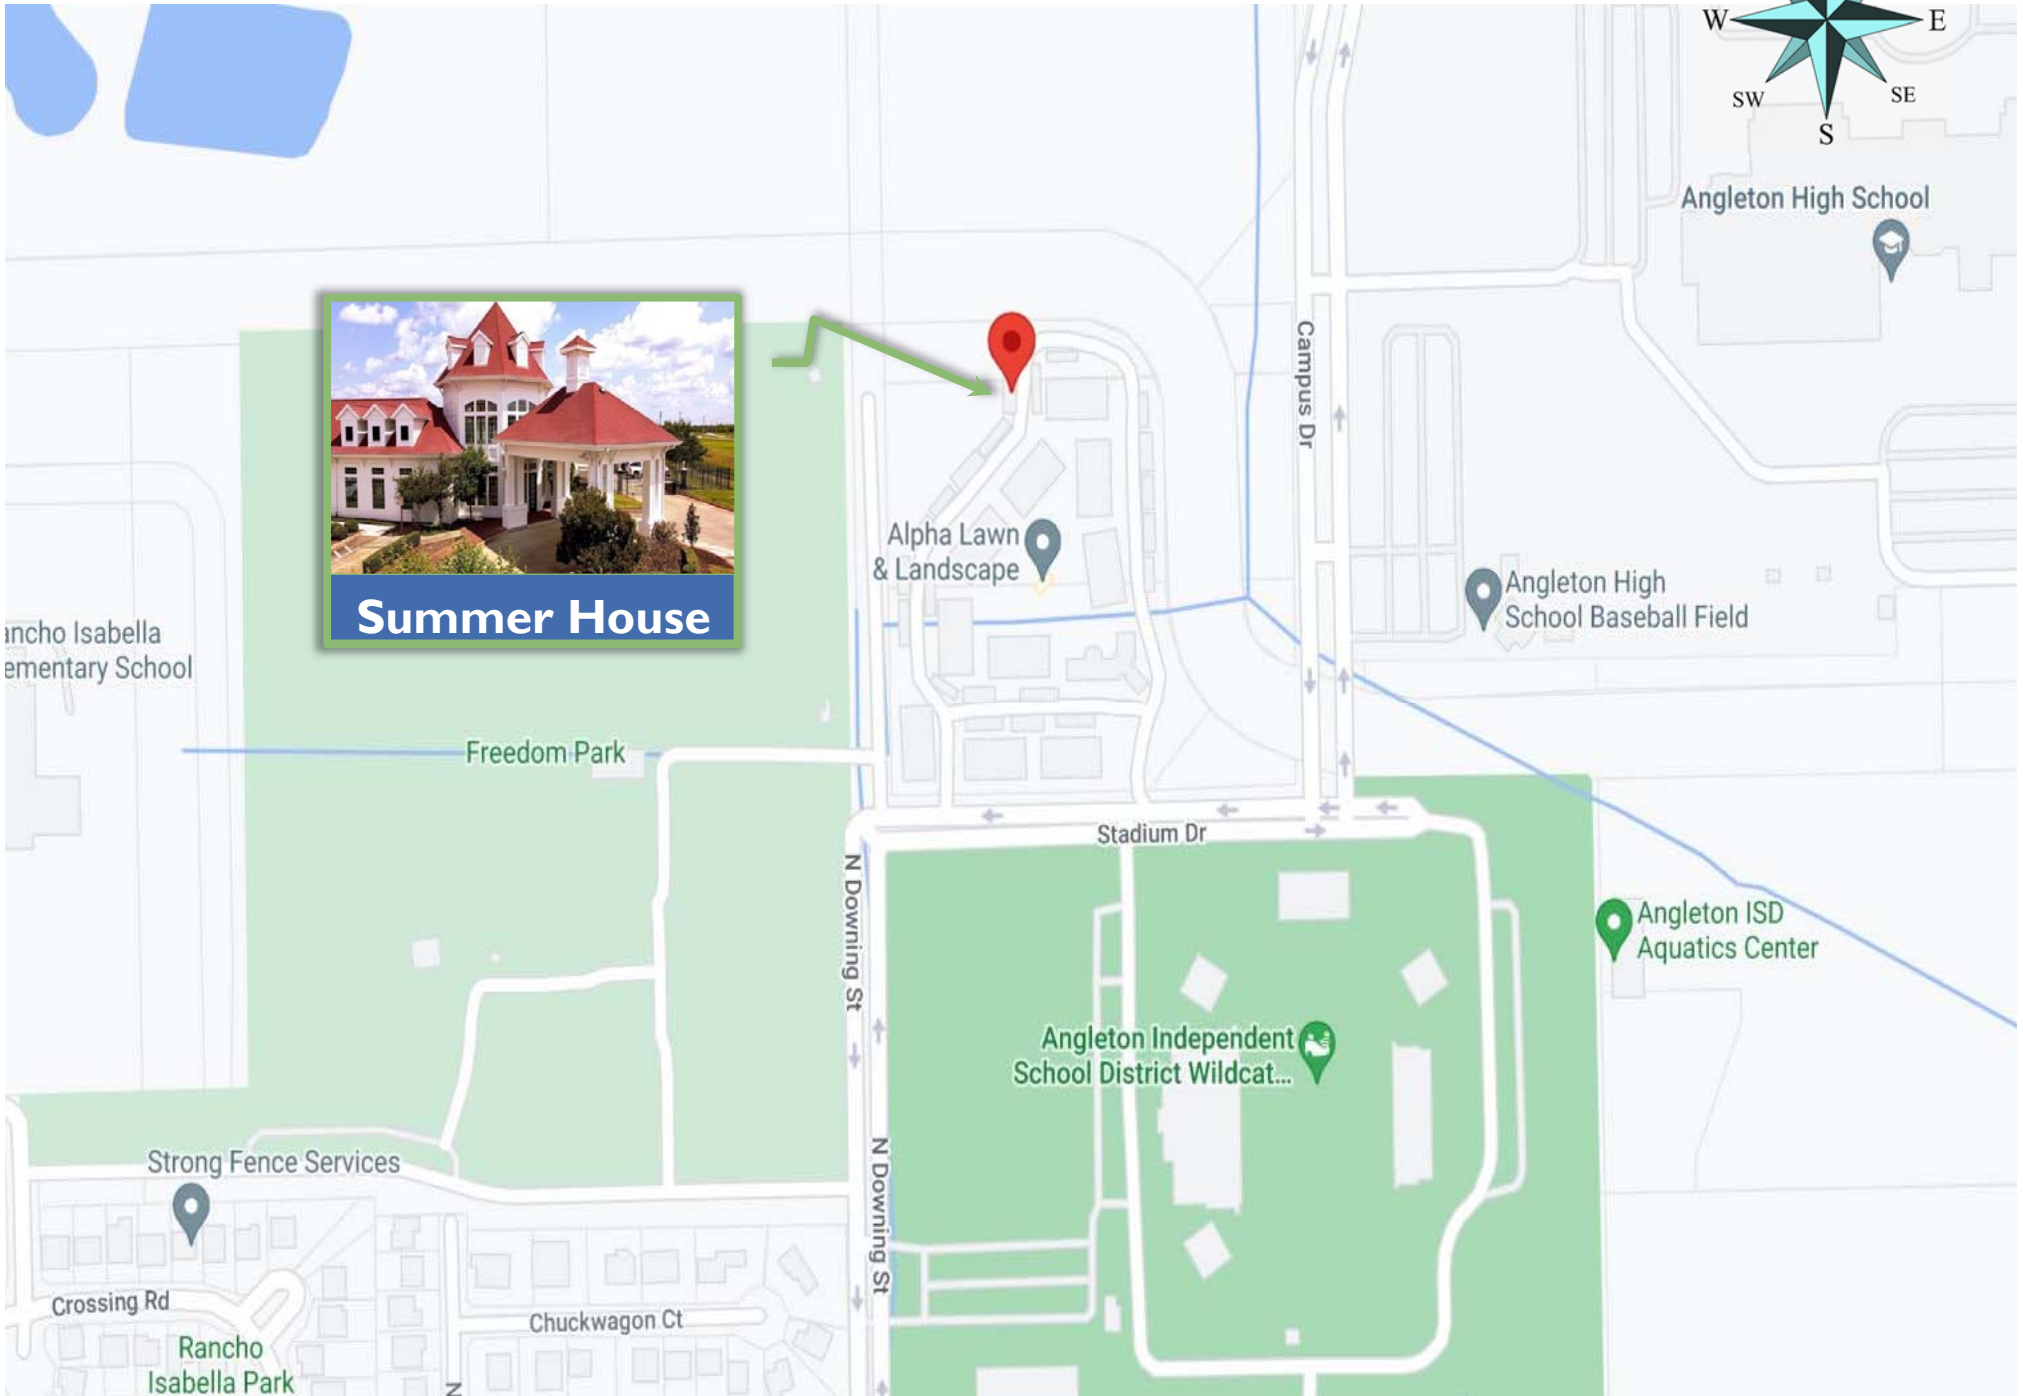 W
E
SW
SE
S
Angleton High School
Campus Dr
Summer House
Alpha Lawn
& Landscape
Angleton High
School Baseball Field
ancho Isabella
ementary School
Freedom Park
Stadium Dr
N Downing St
Angleton ISD
Aquatics Center
Angleton Independent
School District Wildcat...
N Downing St
Strong Fence Services
Crossing Rd
Chuckwagon Ct
Rancho
Isabella Park
N